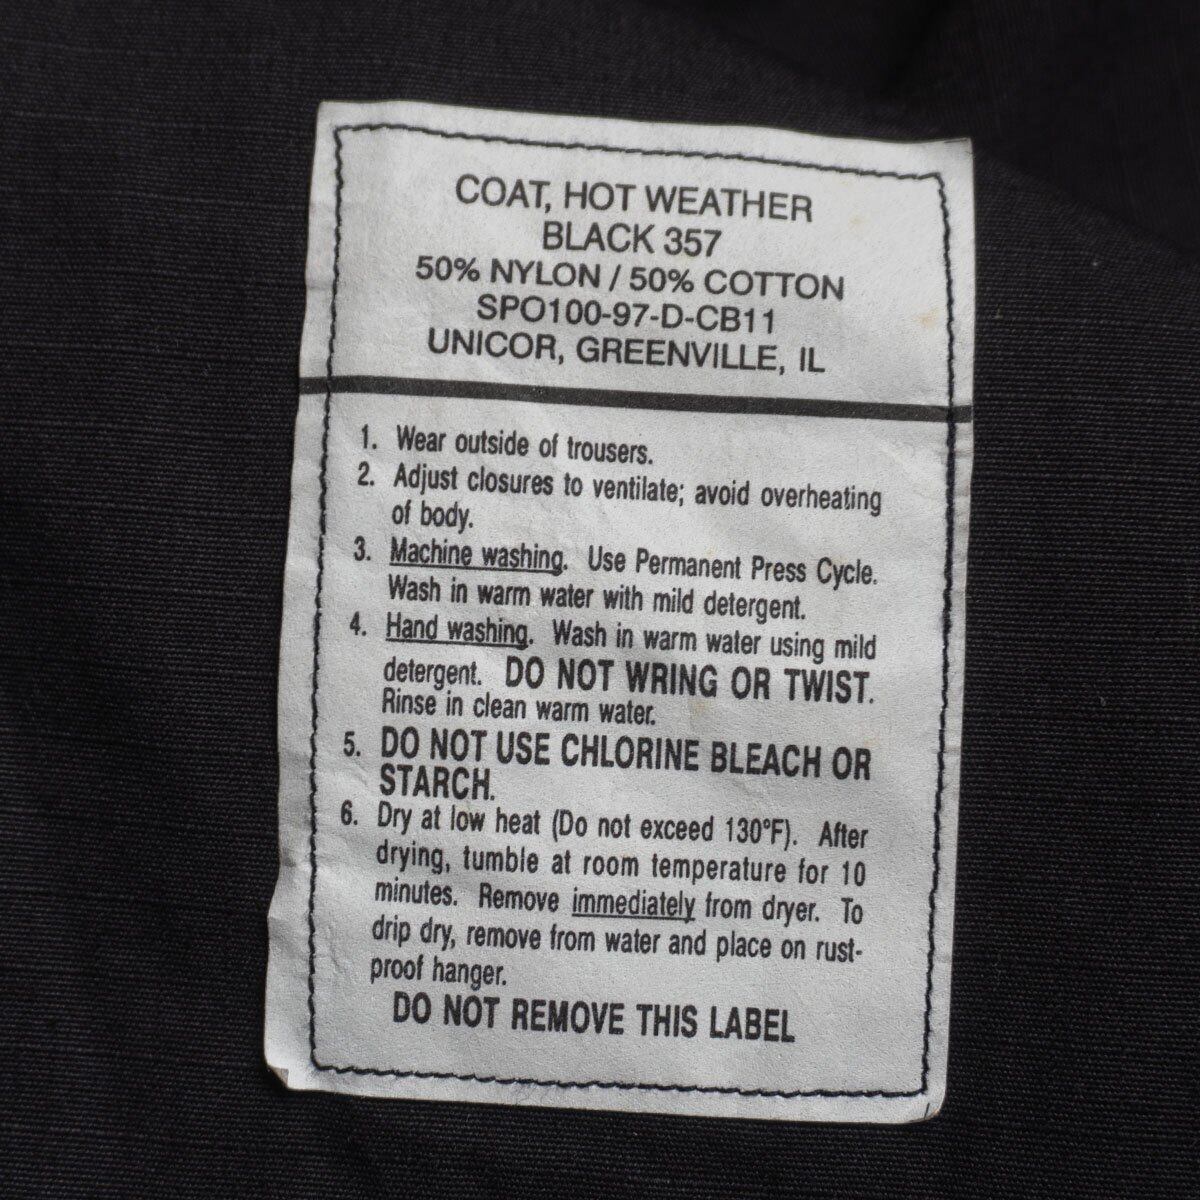 COAT, HOT WEATHER
BLACK 357
50% NYLON / 50% COTTON
SPO100-97-D-CB11
UNICOR, GREENVILLE, IL
1. Wear outside of trousers.
2. Adjust closures to ventilate; avoid overheating
of body.
3. Machine washing. Use Permanent Press Cycle.
Wash in warm water with mild detergent.
4. Hand washing. Wash in warm water using mild
detergent. DO NOT WRING OR TWIST.
Rinse in clean warm water.
5. DO NOT USE CHLORINE BLEACH OR
STARCH.
6. Dry at low heat (Do not exceed 130°F). After
drying, tumble at room temperature for 10
minutes. Remove immediately from dryer. To
drip dry, remove from water and place on rust-
proof hanger.
DO NOT REMOVE THIS LABEL